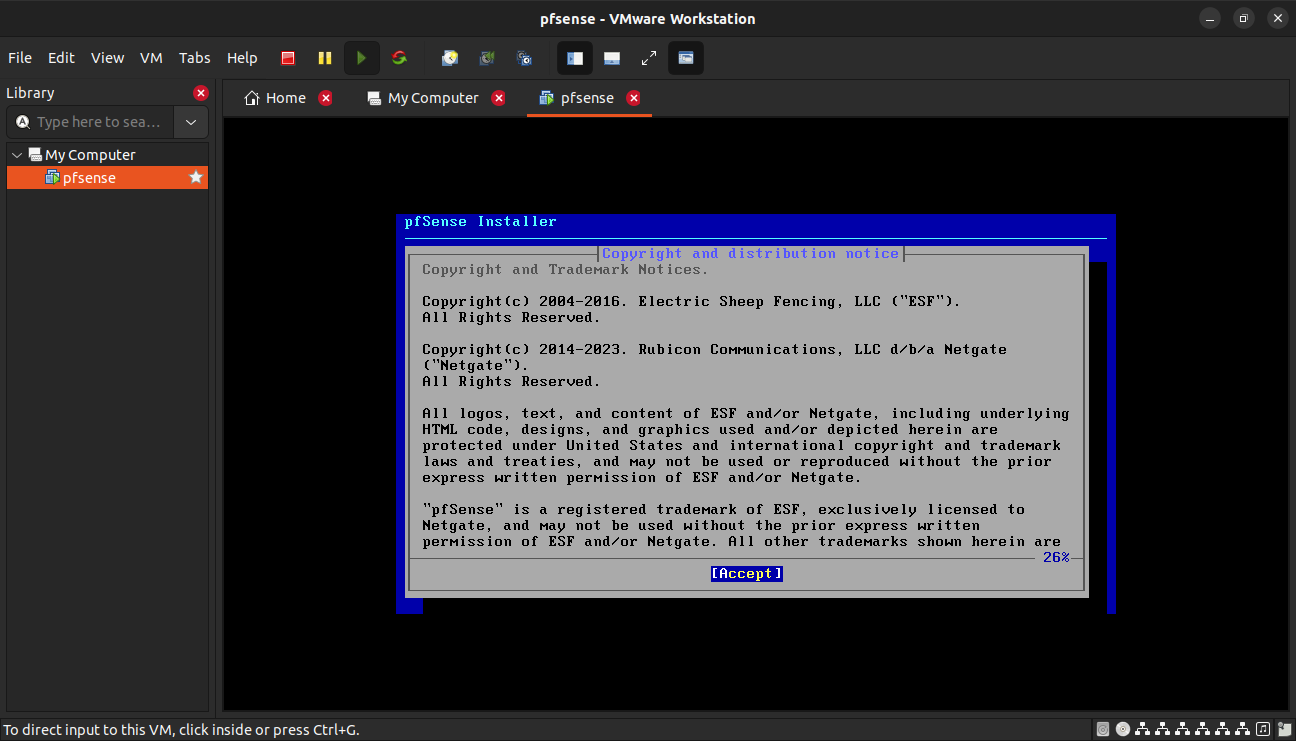 pfsense - VMware Workstation
File Edit View VM Tabs Help
Library
Home
My Computer
pfsense
Type here to sea...
My Computer
pfsense
pfSense Installer
Copyright and distribution notice
Copyright and Trademark Notices.
Copyright(c) 2004-2016. Electric Sheep Fencing, LLC ("ESF").
All Rights Reserved.
Copyright(c) 2014-2023. Rubicon Communications, LLC d/b/a Netgate
("Netgate").
All Rights Reserved.
All logos, text, and content of ESF and/or Netgate, including underlying
HTML code, designs, and graphics used and/or depicted herein are
protected under United States and international copyright and trademark
laws and treaties, and may not be used or reproduced without the prior
express written permission of ESF and/or Netgate.
"pfSense" is a registered trademark of ESF, exclusively licensed to
Netgate, and may not be used without the prior express written
permission of ESF and/or Netgate. All other trademarks shown herein are
26%
[Accept]
To direct input to this VM, click inside or press Ctrl+G.